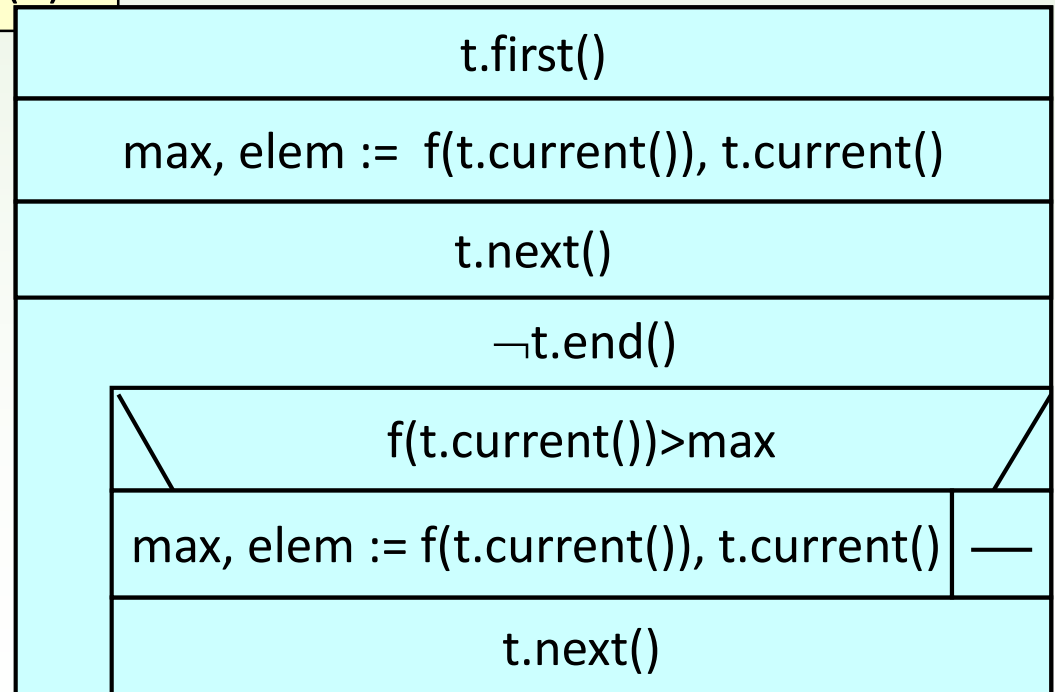 t.first()
max, elem := f(t.current()), t.current()
t.next()
¬t.end()
f(t.current())>max
max, elem := f(t.current()), t.current()
—
t.next()